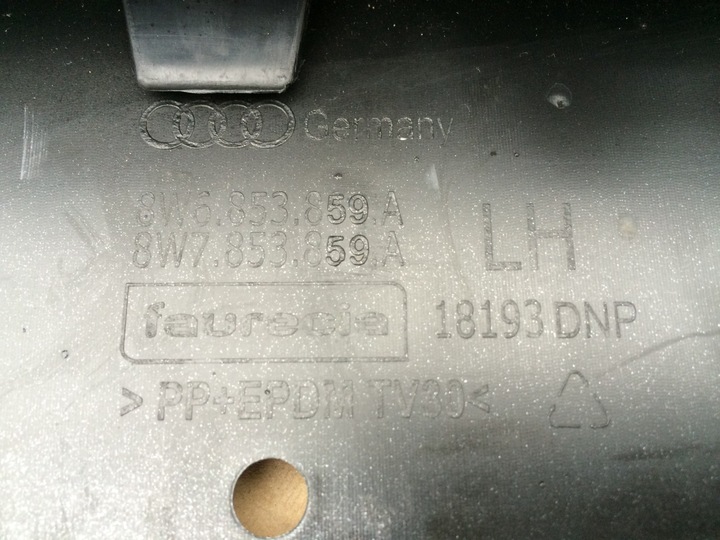 Germany
8W6.853.859.A
8W7.853.859.A
LH
faurecia
18193 DNP
>PP+EPDM TV30<